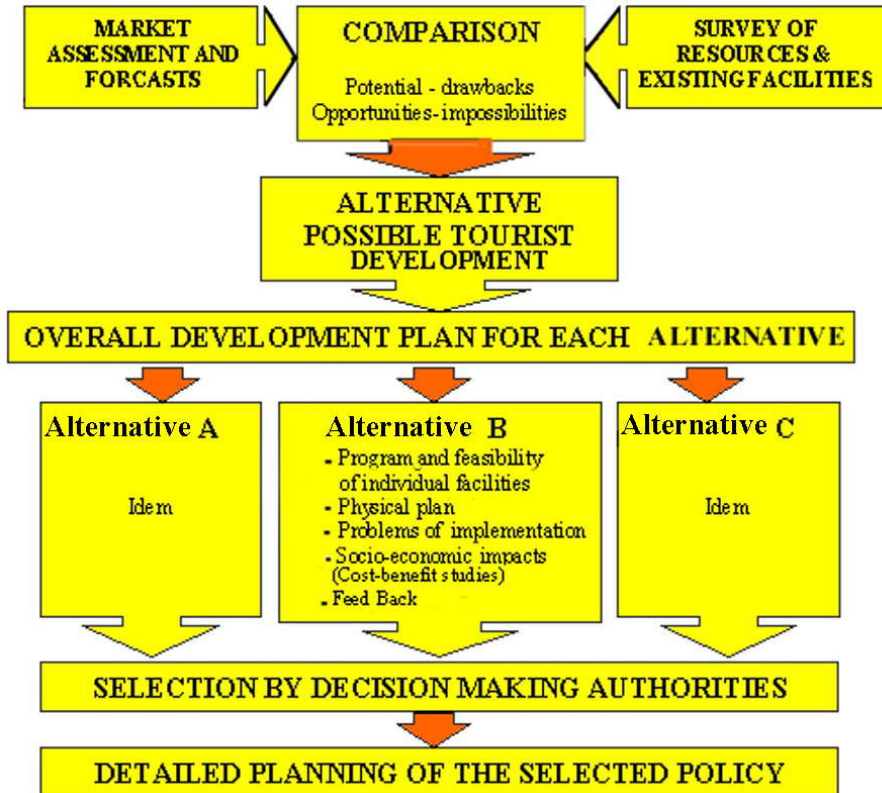 MARKET
ASSESSMENT AND
FORCASTS
COMPARISON
Potential - drawbacks
Opportunities- impossibilities
SURVEY OF
RESOURCES &
EXISTING FACILITIES
ALTERNATIVE
POSSIBLE TOURIST
DEVELOPMENT
OVERALL DEVELOPMENT PLAN FOR EACH ALTERNATIVE
Alternative A
Idem
Alternative B
- Program and feasibility
of individual facilities
- Physical plan
- Problems of implementation
- Socio-economic impacts
(Cost-benefit studies)
- Feed Back
Alternative C
Idem
SELECTION BY DECISION MAKING AUTHORITIES
DETAILED PLANNING OF THE SELECTED POLICY